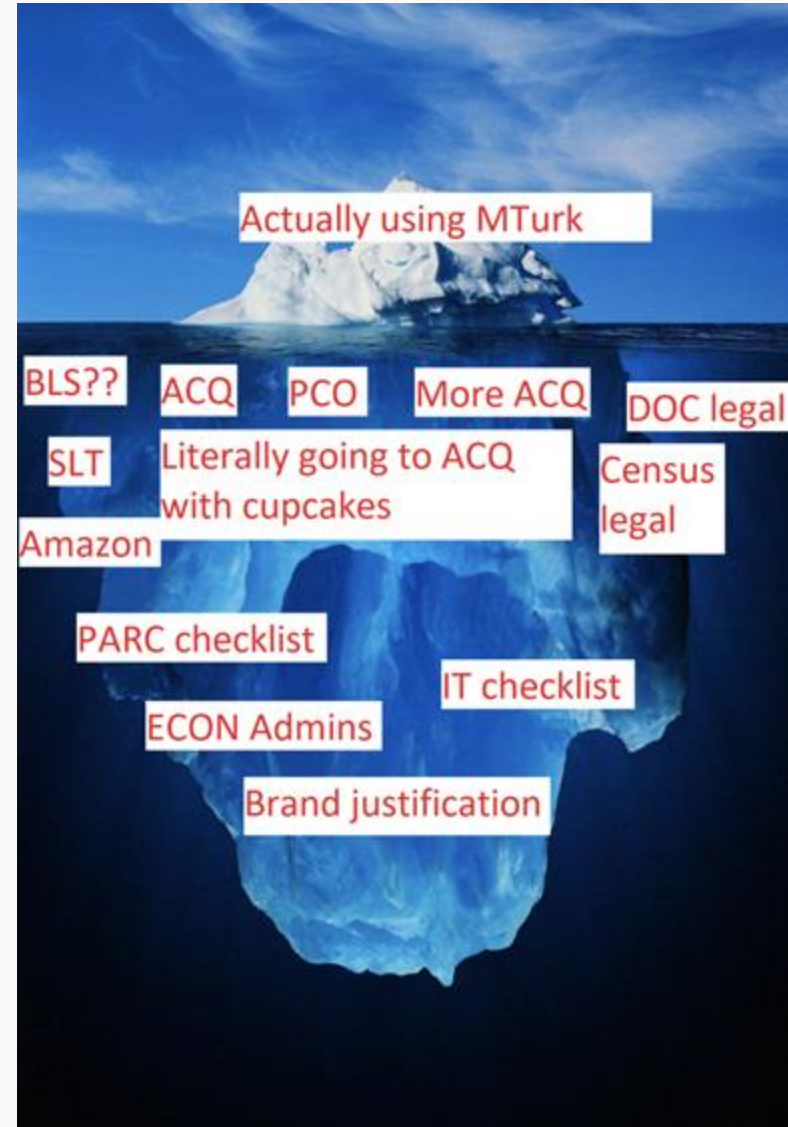 Actually using MTurk
BLS??
ACQ
PCO
More ACQ
DOC legal
SLT
Literally going to ACQ
with cupcakes
Census
legal
Amazon
PARC checklist
IT checklist
ECON Admins
Brand justification